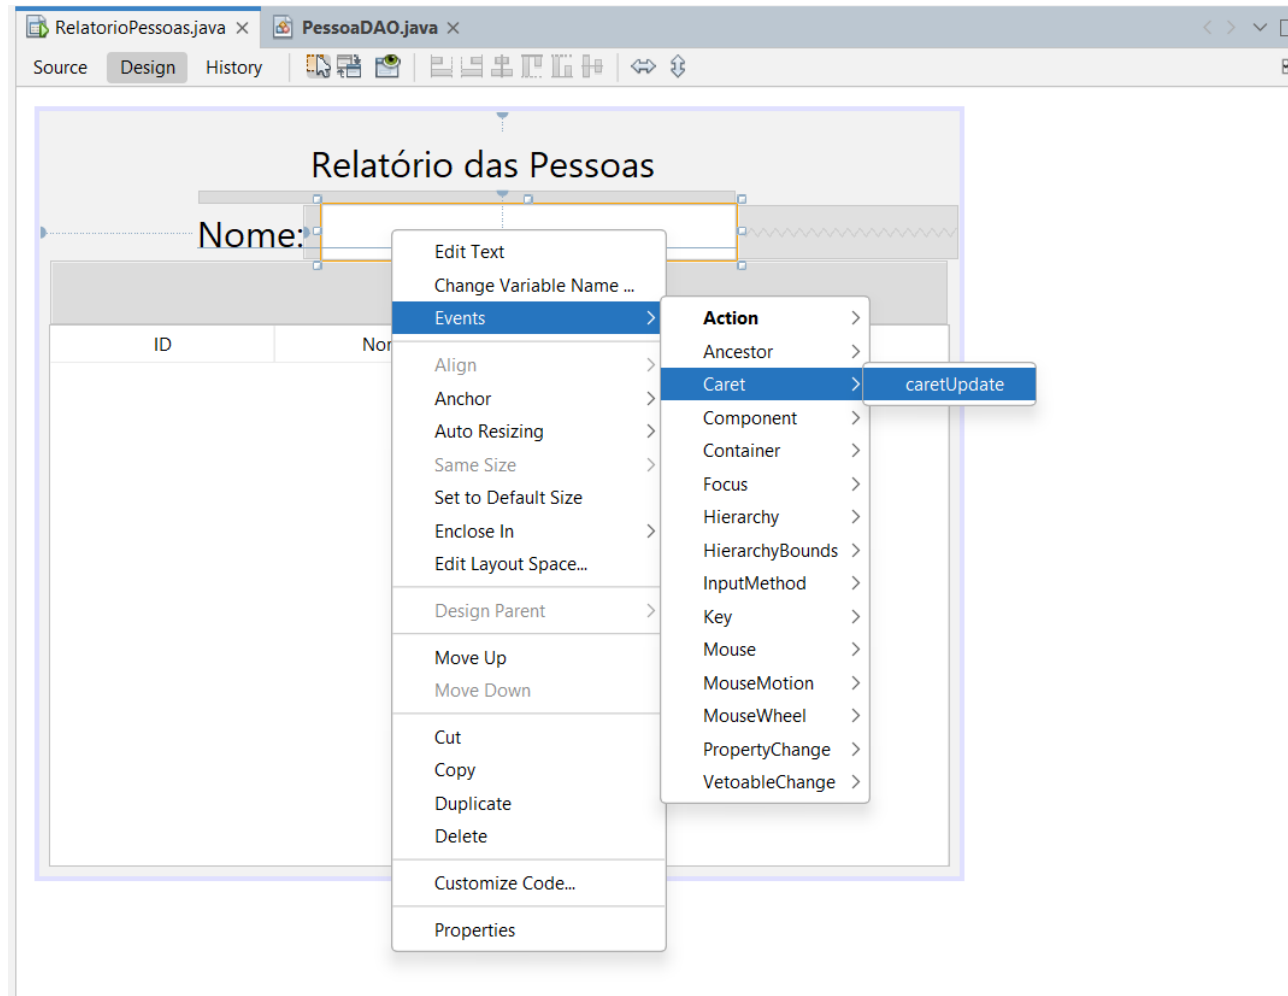 RelatorioPessoas.java
PessoaDAO.java
Source Design History
Relatório das Pessoas
Nome:
ID
Edit Text
Change Variable Name ...
Events
Align
Anchor
Auto Resizing
Same Size
Set to Default Size
Enclose In
Edit Layout Space...
Design Parent
Move Up
Move Down
Cut
Copy
Duplicate
Delete
Customize Code...
Properties
Action
Ancestor
Caret
Component
Container
Focus
Hierarchy
HierarchyBounds
InputMethod
Key
Mouse
MouseMotion
MouseWheel
PropertyChange
VetoableChange
caretUpdate